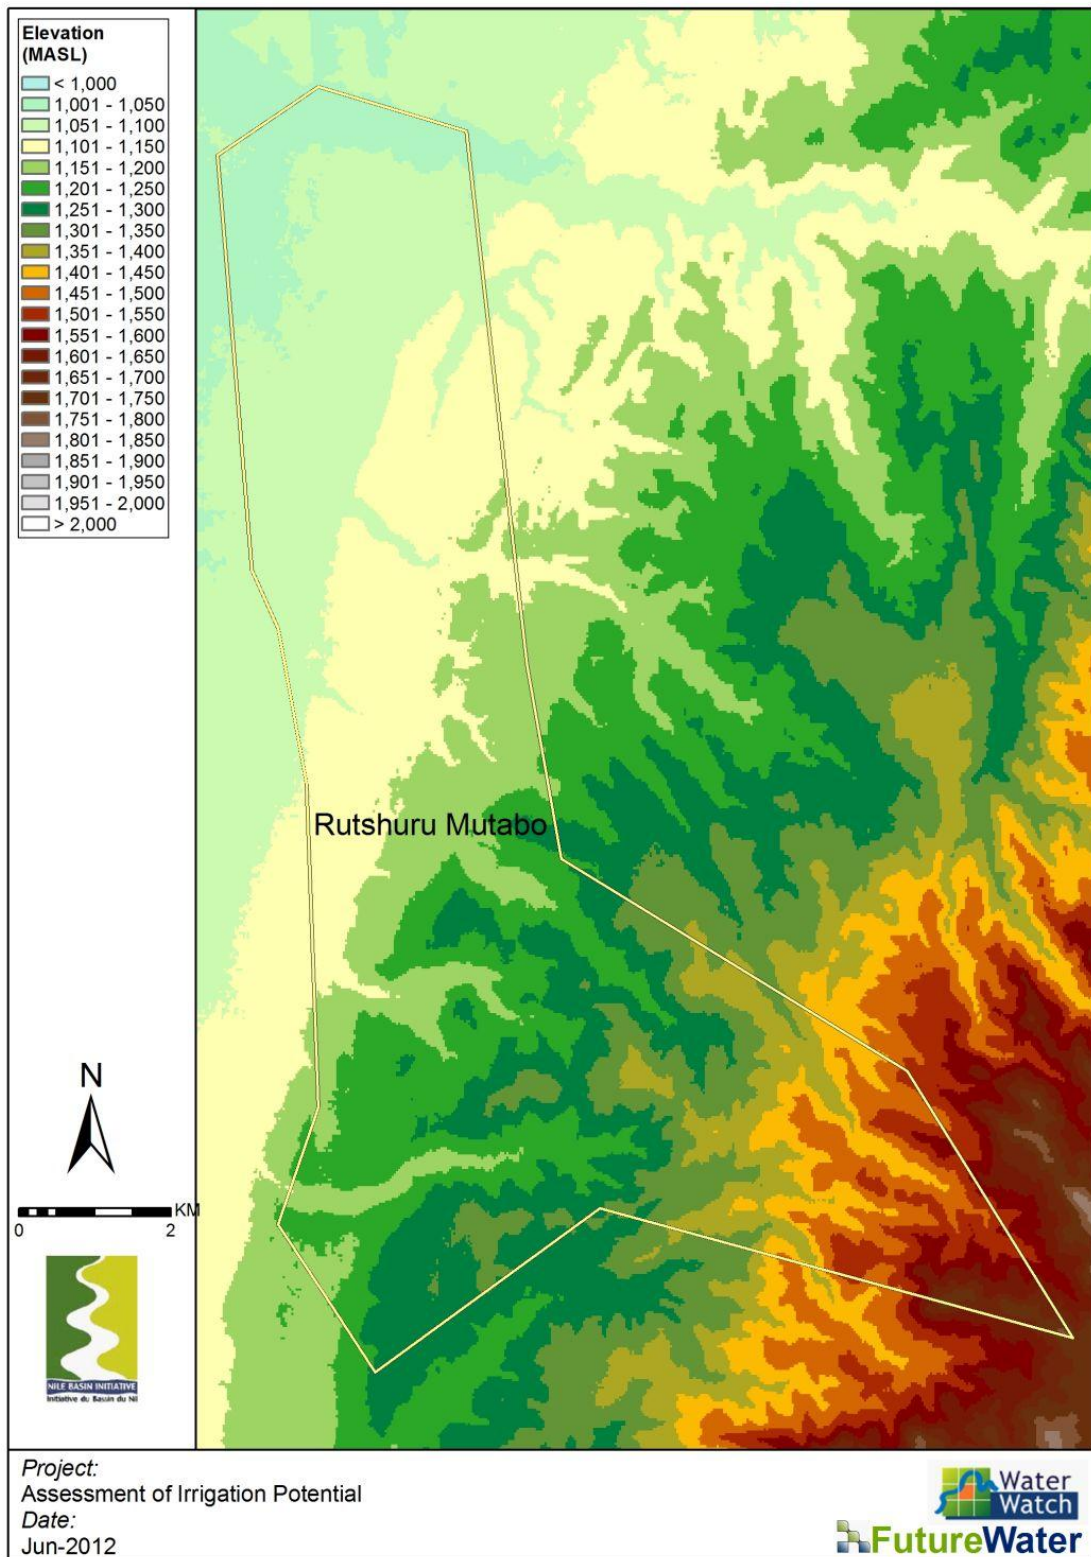 Elevation
(MASL)
< 1,000
1,001 - 1,050
1,051 - 1,100
1,101 - 1,150
1,151 - 1,200
1,201 - 1,250
1,251 - 1,300
1,301 - 1,350
1,351 - 1,400
1,401 - 1,450
1,451 - 1,500
1,501 - 1,550
1,551 - 1,600
1,601 - 1,650
1,651 - 1,700
1,701 - 1,750
1,751 - 1,800
1,801 - 1,850
1,851 - 1,900
1,901 - 1,950
1,951 - 2,000
> 2,000
Rutshuru Mutabo
N
KM
0 2
NILE BASIN INITIATIVE
Initiative du Bassin du Nil
Project:
Assessment of Irrigation Potential
Date:
Jun-2012
Water
Watch
FutureWater